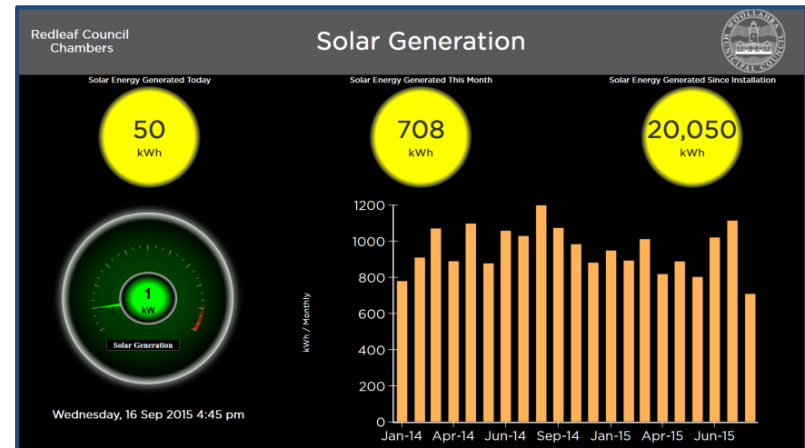 Redleaf Council
Chambers
Solar Generation
WOOLLAHRA
MUNICIPAL COUNCIL
Solar Energy Generated Today
Solar Energy Generated This Month
Solar Energy Generated Since Installation
50
kWh
708
kWh
20,050
kWh
1
kW
Solar Generation
Wednesday, 16 Sep 2015 4:45 pm
kWh / Monthly
1200
1000
800
600
400
200
0
Jan-14 Apr-14 Jun-14 Sep-14 Jan-15 Apr-15 Jun-15